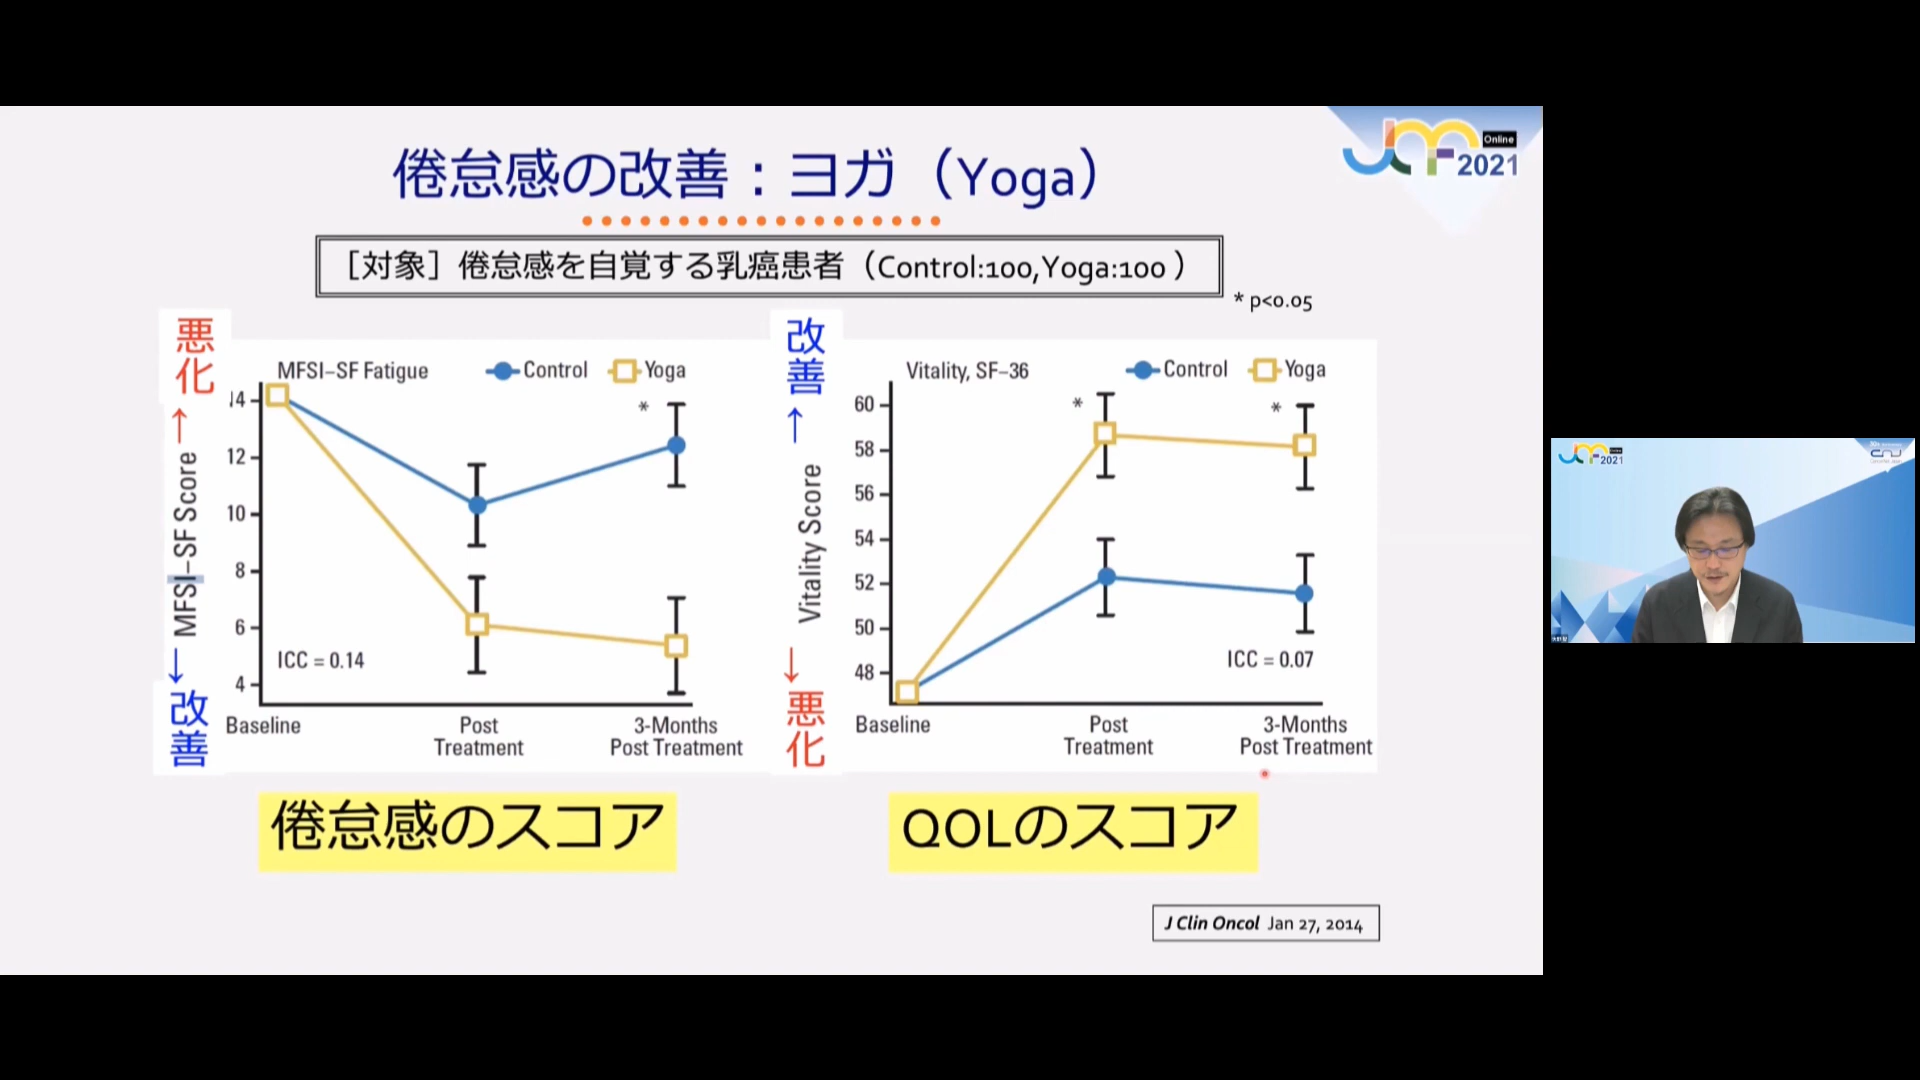 倦怠感の改善：ヨガ（Yoga）
Online
JCF 2021
［対象］倦怠感を自覚する乳癌患者（Control:100,Yoga:100 ）
* p<0.05
悪化
↑
MFSI–SF Score
↓
改善
MFSI–SF Fatigue
Control
Yoga
*
14
12
10
8
6
4
ICC = 0.14
Baseline
Post Treatment
3-Months Post Treatment
改善
↑
Vitality Score
↓
悪化
Vitality, SF–36
Control
Yoga
*
*
60
58
56
54
52
50
48
ICC = 0.07
Baseline
Post Treatment
3-Months Post Treatment
倦怠感のスコア
QOLのスコア
J Clin Oncol Jan 27, 2014
2021